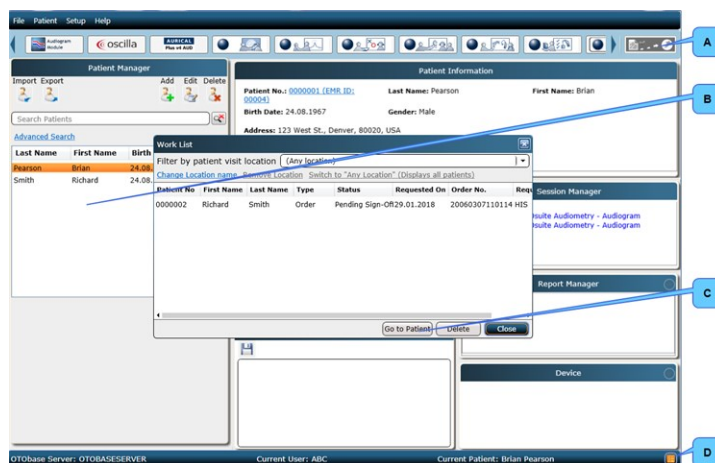 File Patient Setup Help
Audiogram Module
oscilla
AURICAL
Plus v4 AUD
A
Patient Manager
Import Export Add Edit Delete
Search Patients
Advanced Search
Last Name First Name Birth
Pearson Brian 24.08.
Smith Richard 24.08.
Patient Information
Patient No.: 0000001 (EMR ID: 00004)
Last Name: Pearson
First Name: Brian
Birth Date: 24.08.1967
Gender: Male
Address: 123 West St., Denver, 80020, USA
B
Work List
Filter by patient visit location (Any location)
Change Location name Remove Location Switch to "Any Location" (Displays all patients)
Patient No First Name Last Name Type Status Requested On Order No. Requ
0000002 Richard Smith Order Pending Sign-Off 29.01.2018 20060307110114 HIS
Go to Patient Delete Close
Session Manager
suite Audiometry - Audiogram
suite Audiometry - Audiogram
Report Manager
C
Device
OTObase Server: OTOBASESERVER Current User: ABC Current Patient: Brian Pearson
D